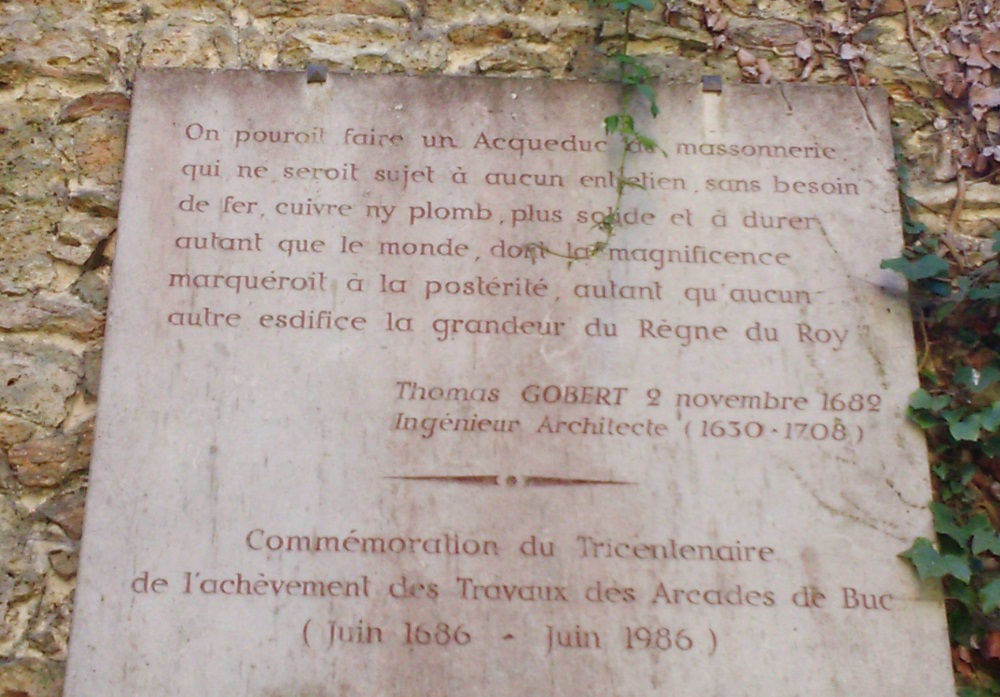 On pouroit faire un Acqueduc de massonnerie
qui ne seroit sujet à aucun entretien, sans besoin
de fer, cuivre ny plomb, plus solide et à durer,
autant que le monde, dont la magnificence
marquéroit à la postérité, autant qu'aucun
autre esdifice la grandeur du Règne du Roy
Thomas GOBERT 2 novembre 1682
Ingénieur Architecte (1630-1708)
Commémoration du Tricentenaire
de l'achèvement des Travaux des Arcades de Buc
( Juin 1686 - Juin 1986 )